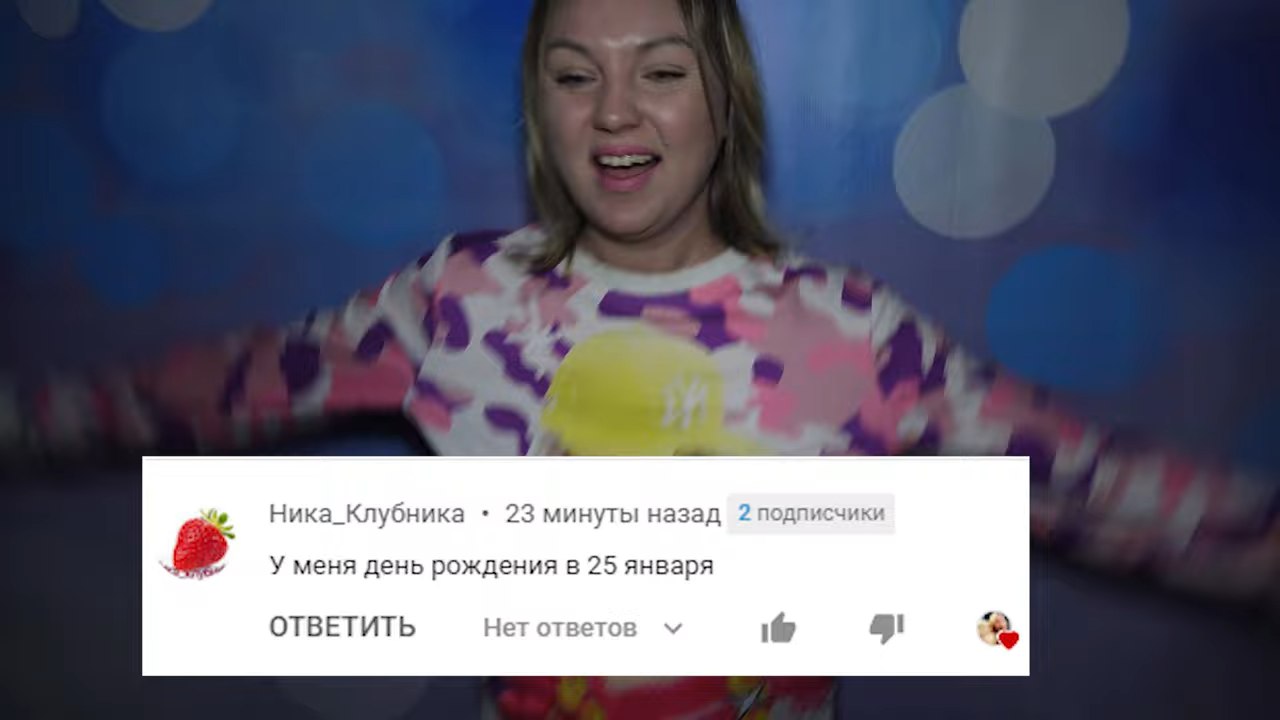 Ника_Клубника • 23 минуты назад 2 подписчики
У меня день рождения в 25 января
ОТВЕТИТЬ Нет ответов